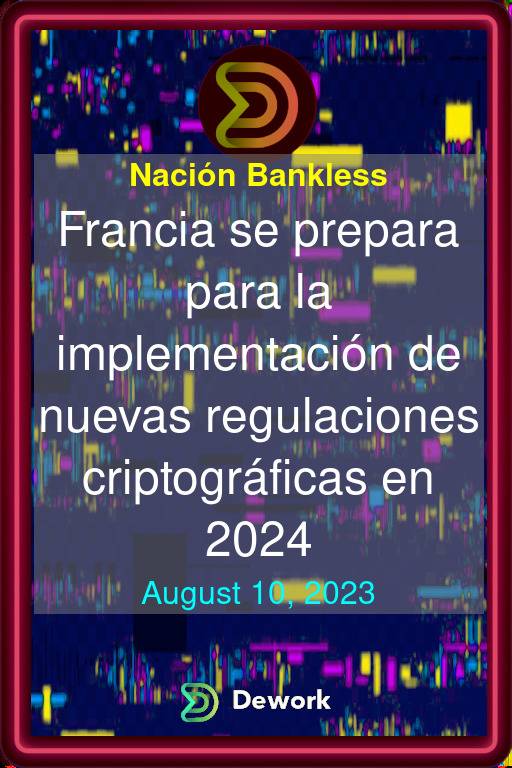 Nación Bankless
Francia se prepara
para la
implementación de
nuevas regulaciones
criptográficas en
2024
August 10, 2023
Dework